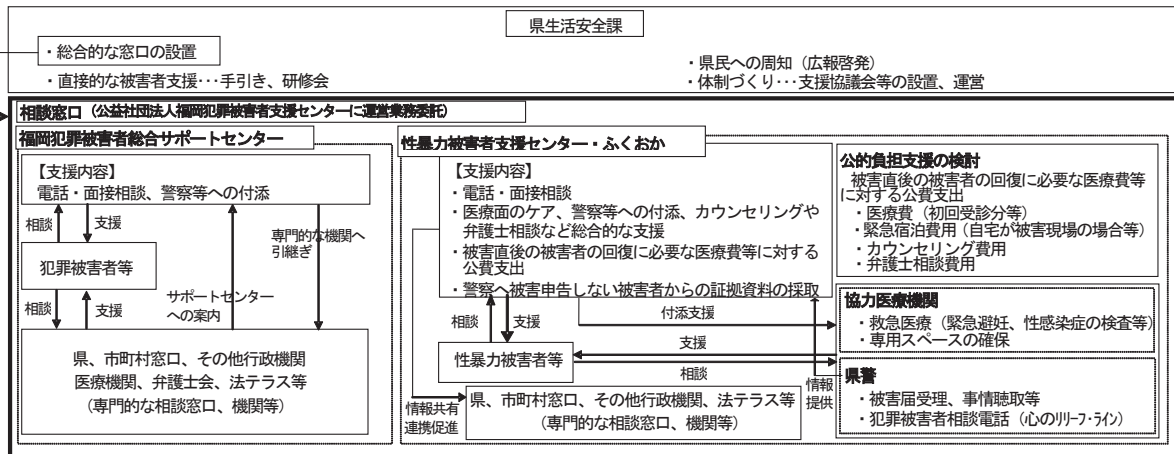 県生活安全課
・総合的な窓口の設置
・直接的な被害者支援･･･手引き、研修会
・県民への周知（広報啓発）
・体制づくり･･･支援協議会等の設置、運営
相談窓口（公益社団法人福岡犯罪被害者支援センターに運営業務委託）
福岡犯罪被害者総合サポートセンター
【支援内容】
電話・面接相談、警察等への付添
相談
支援
専門的な機関へ
引継ぎ
犯罪被害者等
相談
支援
サポートセンター
への案内
県、市町村窓口、その他行政機関
医療機関、弁護士会、法テラス等
（専門的な相談窓口、機関等）
性暴力被害者支援センター・ふくおか
【支援内容】
・電話・面接相談
・医療面のケア、警察等への付添、カウンセリングや
弁護士相談など総合的な支援
・被害直後の被害者の回復に必要な医療費等に対する
公費支出
・警察へ被害申告しない被害者からの証拠資料の採取
相談
支援
付添支援
支援
性暴力被害者等
相談
情報共有
連携促進
県、市町村窓口、その他行政機関、法テラス等
（専門的な相談窓口、機関等）
情報
提供
公的負担支援の検討
被害直後の被害者の回復に必要な医療費等
に対する公費支出
・医療費（初回受診分等）
・緊急宿泊費用（自宅が被害現場の場合等）
・カウンセリング費用
・弁護士相談費用
協力医療機関
・救急医療（緊急避妊、性感染症の検査等）
・専用スペースの確保
県警
・被害届受理、事情聴取等
・犯罪被害者相談電話（心のリリーフ・ライン）